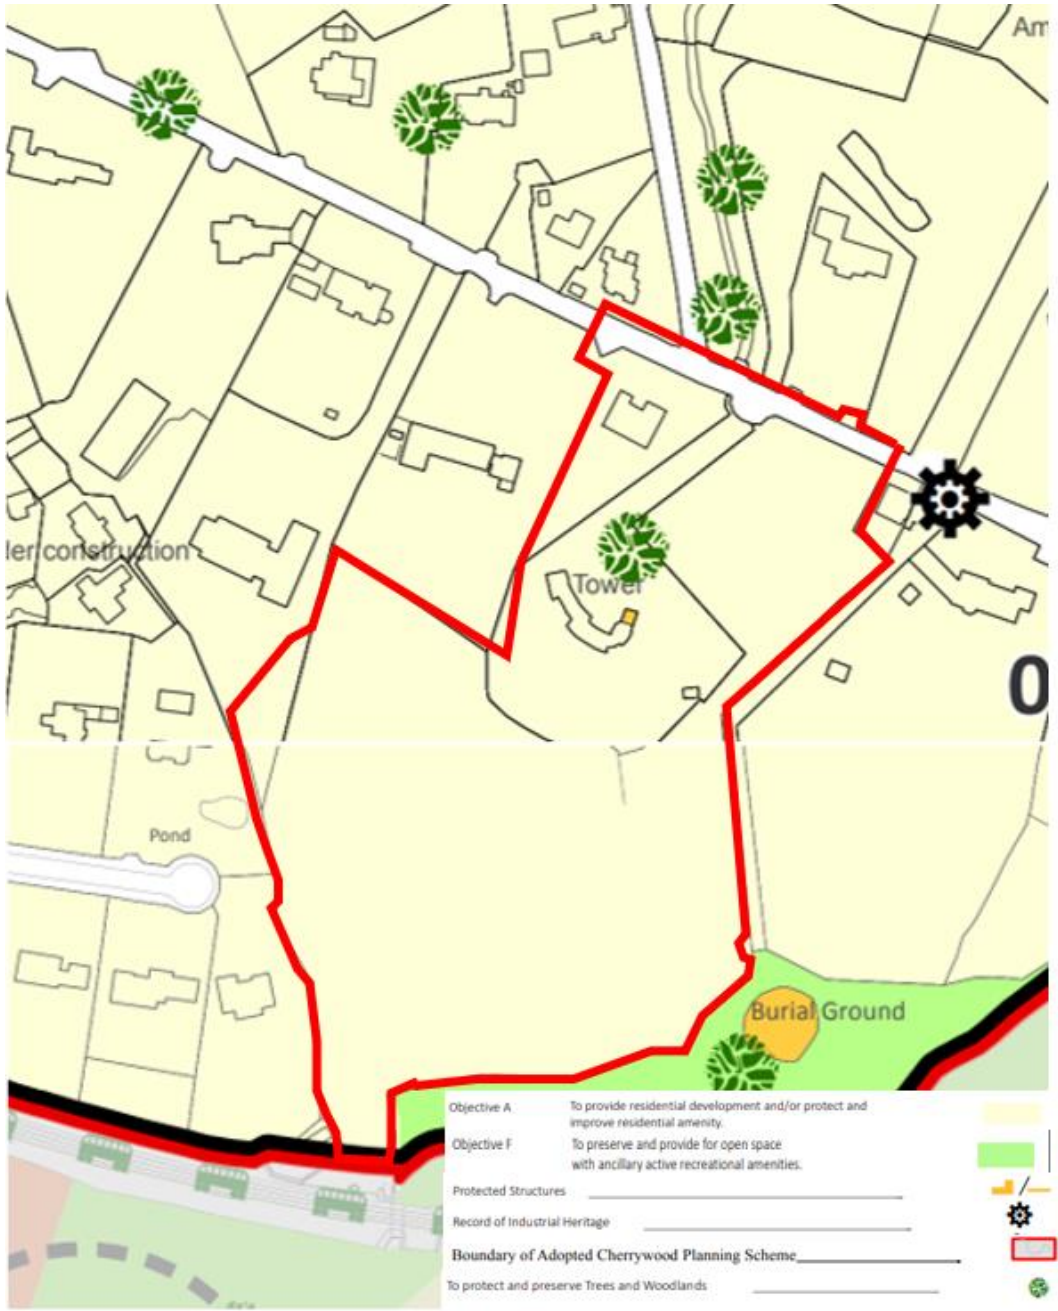 Am
ler construction
Tower
0
Pond
Burial Ground
Objective A To provide residential development and/or protect and
improve residential amenity.
Objective F To preserve and provide for open space
with ancillary active recreational amenities.
Protected Structures
Record of Industrial Heritage
Boundary of Adopted Cherrywood Planning Scheme
To protect and preserve Trees and Woodlands